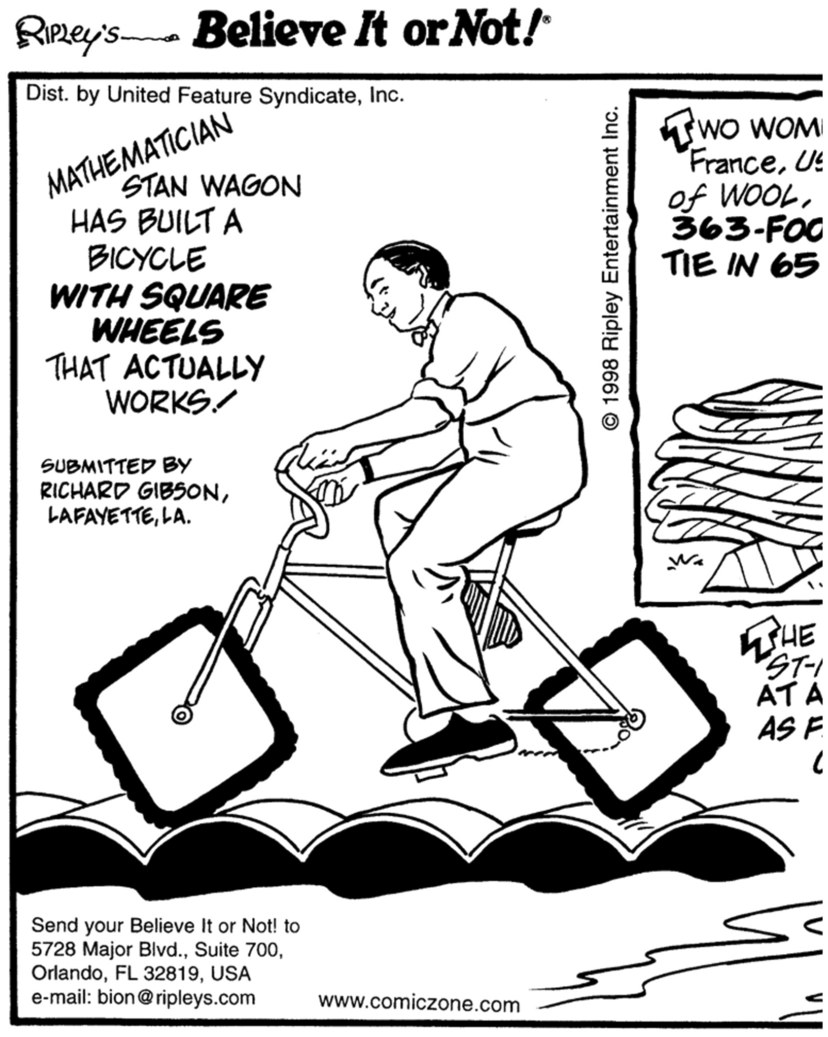 Ripley's Believe It or Not!®
Dist. by United Feature Syndicate, Inc.
MATHEMATICIAN
STAN WAGON
HAS BUILT A
BICYCLE
WITH SQUARE
WHEELS
THAT ACTUALLY
WORKS!
SUBMITTED BY
RICHARD GIBSON,
LAFAYETTE, LA.
© 1998 Ripley Entertainment Inc.
TWO
France,
of WOOL,
TIE IN 65
THE
AT A
AS
Send your Believe It or Not! to
5728 Major Blvd., Suite 700,
Orlando, FL 32819, USA
e-mail: bion@ripleys.com
www.comiczone.com